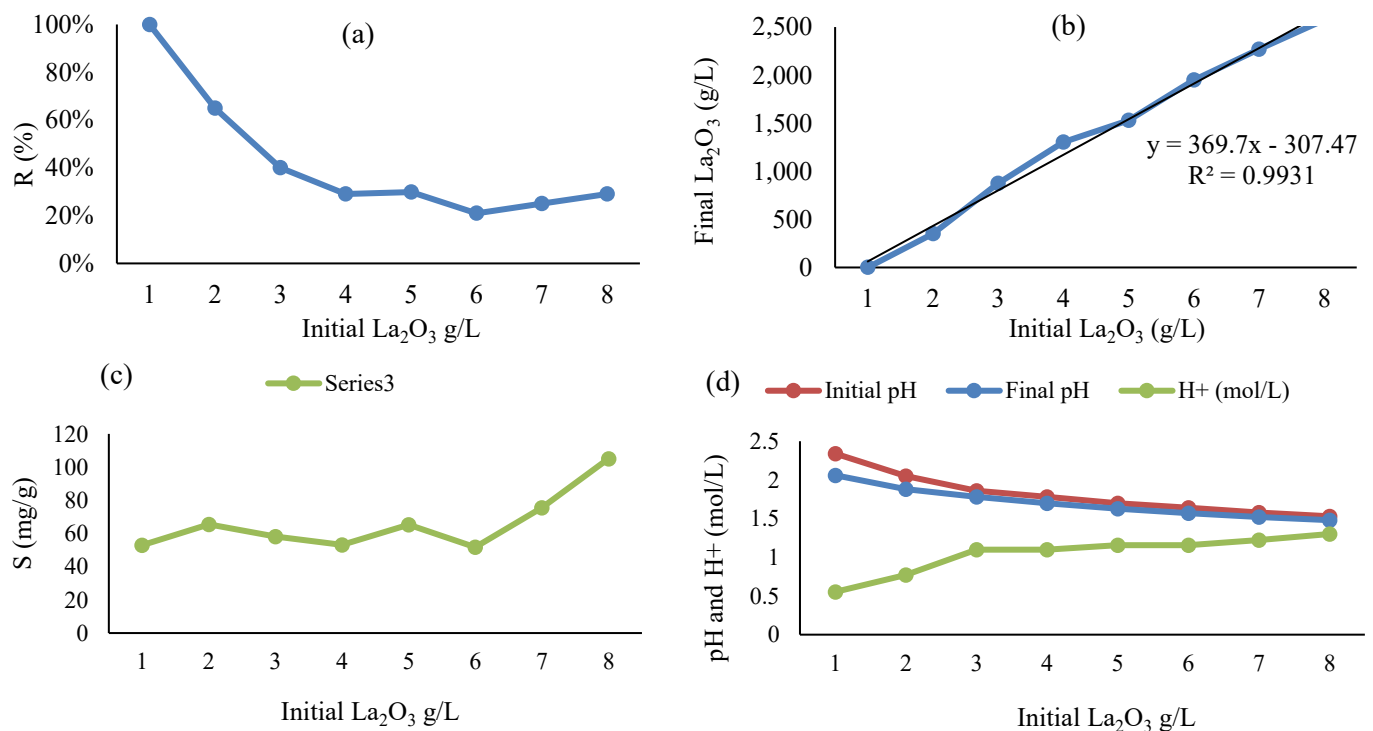 (a)
R (%)
100%
80%
60%
40%
20%
0%
1 2 3 4 5 6 7 8
Initial La₂O₃ g/L
(b)
Final La₂O₃ (g/L)
2,500
2,000
1,500
1,000
500
0
y = 369.7x - 307.47
R² = 0.9931
1 2 3 4 5 6 7 8
Initial La₂O₃ (g/L)
(c)
Series3
S (mg/g)
120
100
80
60
40
20
0
1 2 3 4 5 6 7 8
Initial La₂O₃ g/L
(d)
Initial pH Final pH H+ (mol/L)
pH and H+ (mol/L)
2.5
2
1.5
1
0.5
0
1 2 3 4 5 6 7 8
Initial La₂O₃ g/L